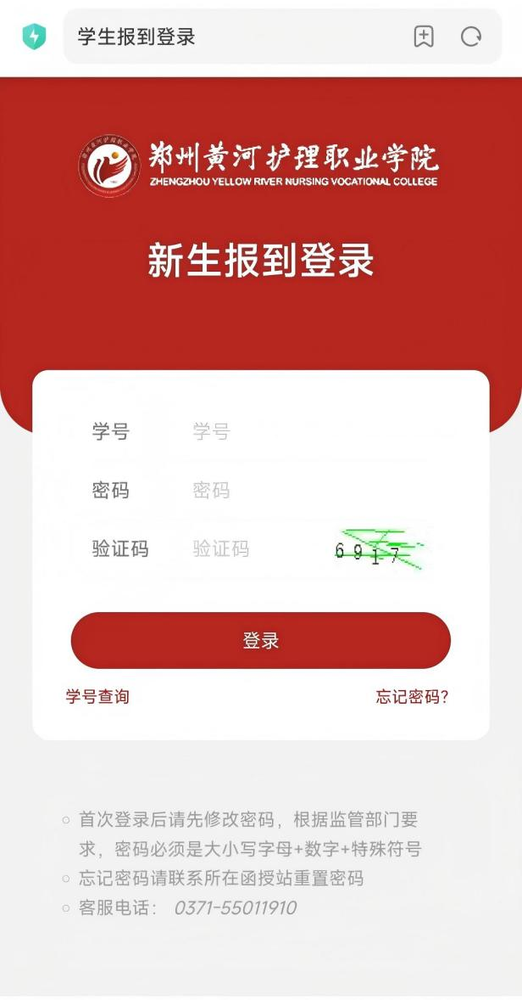 学生报到登录
郑州黄河护理职业学院
ZHENGZHOU YELLOW RIVER NURSING VOCATIONAL COLLEGE
新生报到登录
学号 学号
密码 密码
验证码 验证码 6917
登录
学号查询 忘记密码？
首次登录后请先修改密码，根据监管部门要
求，密码必须是大小写字母+数字+特殊符号
忘记密码请联系所在函授站重置密码
客服电话： 0371-55011910